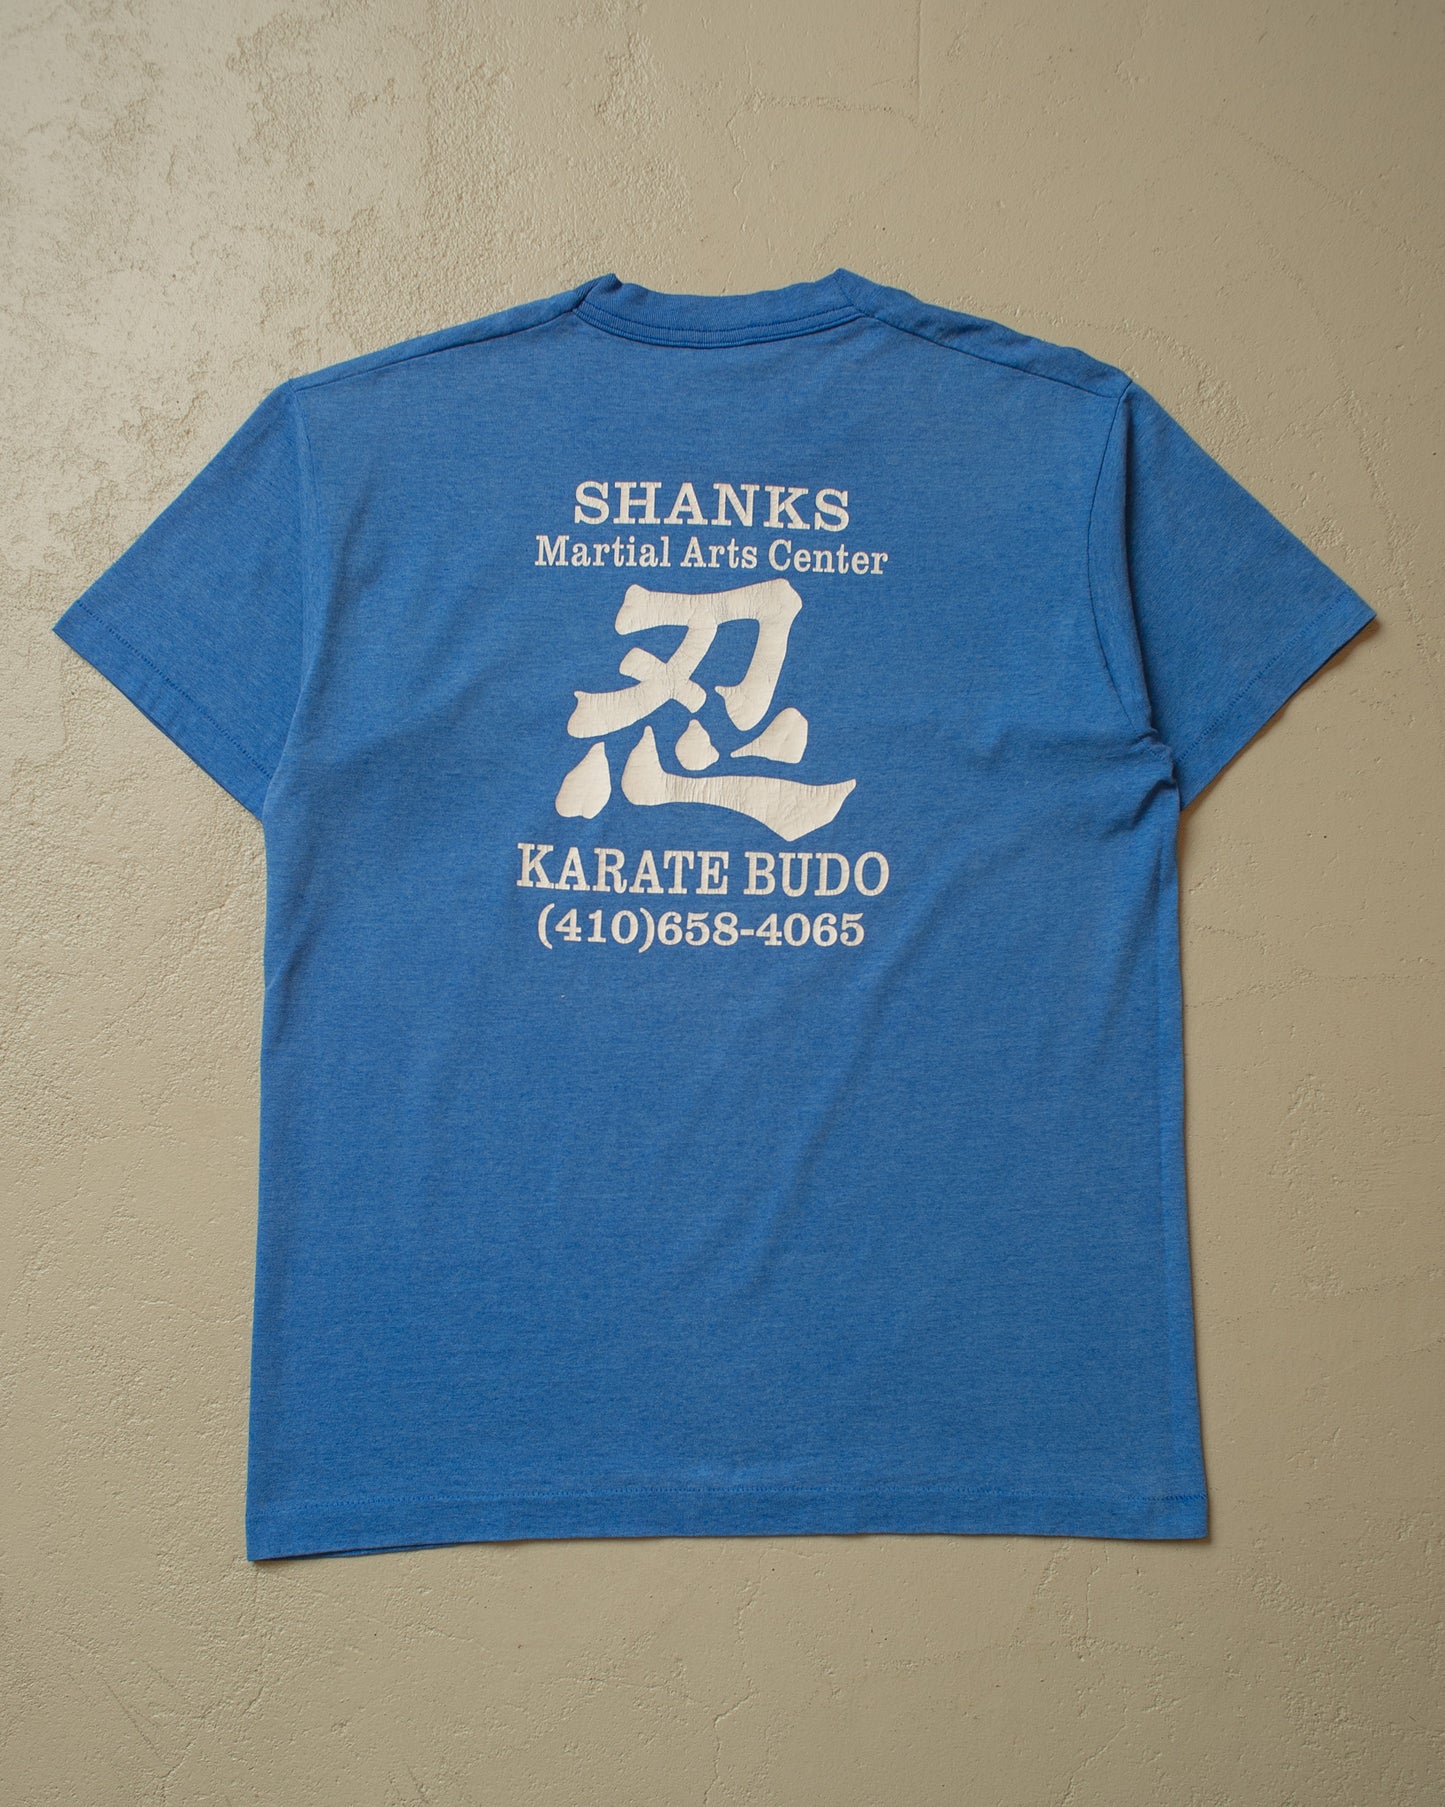 SHANKS
Martial Arts Center
忍
KARATE BUDO
(410)658-4065